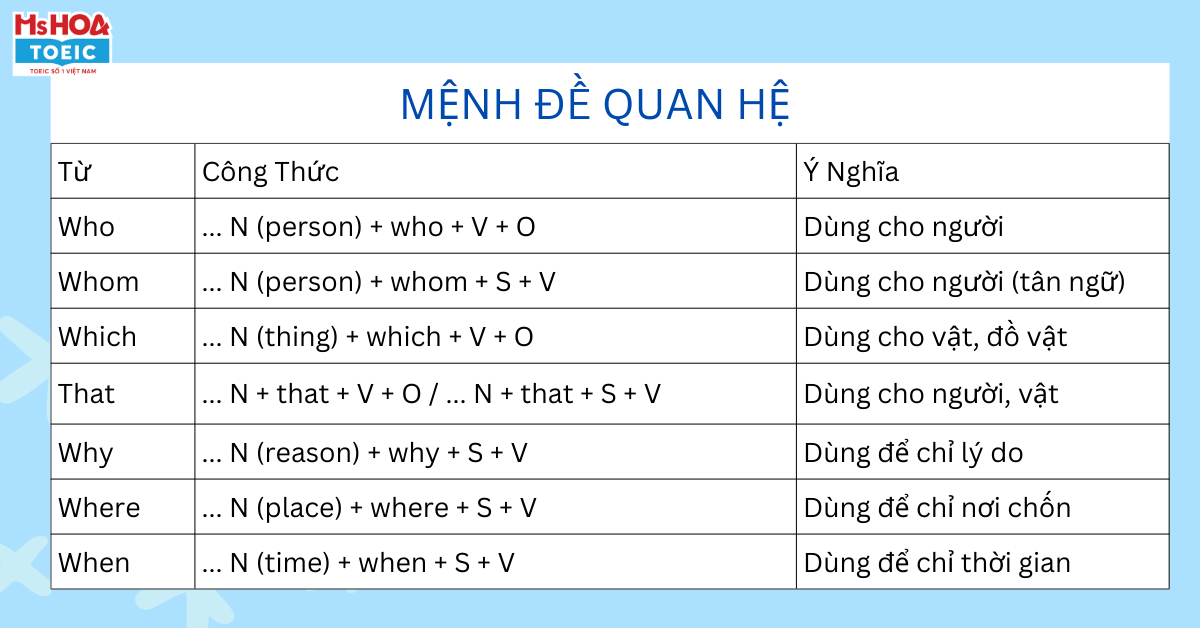 MsHOA
TOEIC
TOEIC SỐ 1 VIỆT NAM
MỆNH ĐỀ QUAN HỆ
Từ Công Thức Ý Nghĩa
Who ... N (person) + who + V + O Dùng cho người
Whom ... N (person) + whom + S + V Dùng cho người (tân ngữ)
Which ... N (thing) + which + V + O Dùng cho vật, đồ vật
That ... N + that + V + O / ... N + that + S + V Dùng cho người, vật
Why ... N (reason) + why + S + V Dùng để chỉ lý do
Where ... N (place) + where + S + V Dùng để chỉ nơi chốn
When ... N (time) + when + S + V Dùng để chỉ thời gian